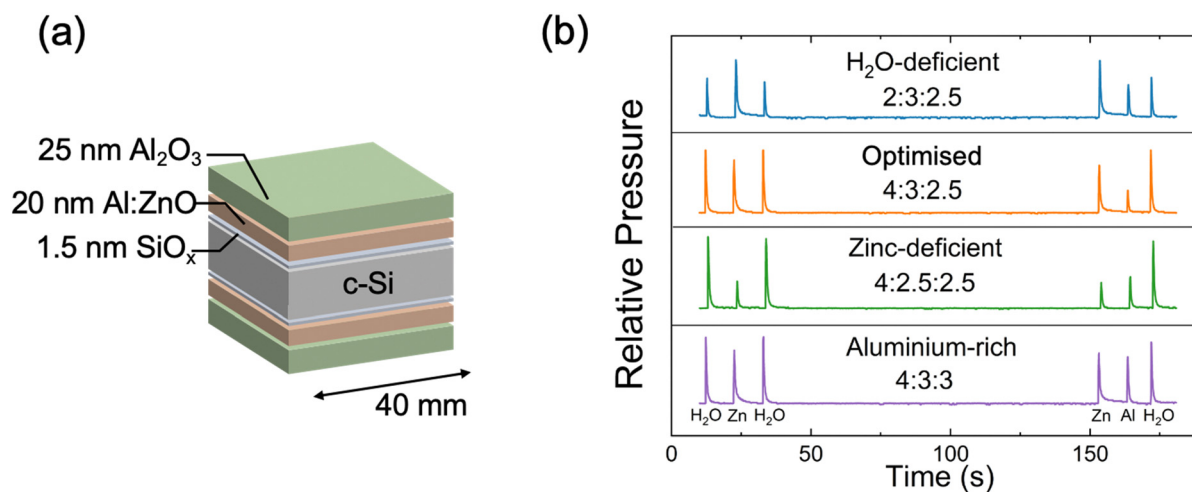 (a)
25 nm Al₂O₃
20 nm Al:ZnO
1.5 nm SiOₓ
c-Si
40 mm
(b)
Relative Pressure
H₂O-deficient
2:3:2.5
Optimised
4:3:2.5
Zinc-deficient
4:2.5:2.5
Aluminium-rich
4:3:3
H₂O Zn H₂O Zn Al H₂O
0 50 100 150
Time (s)